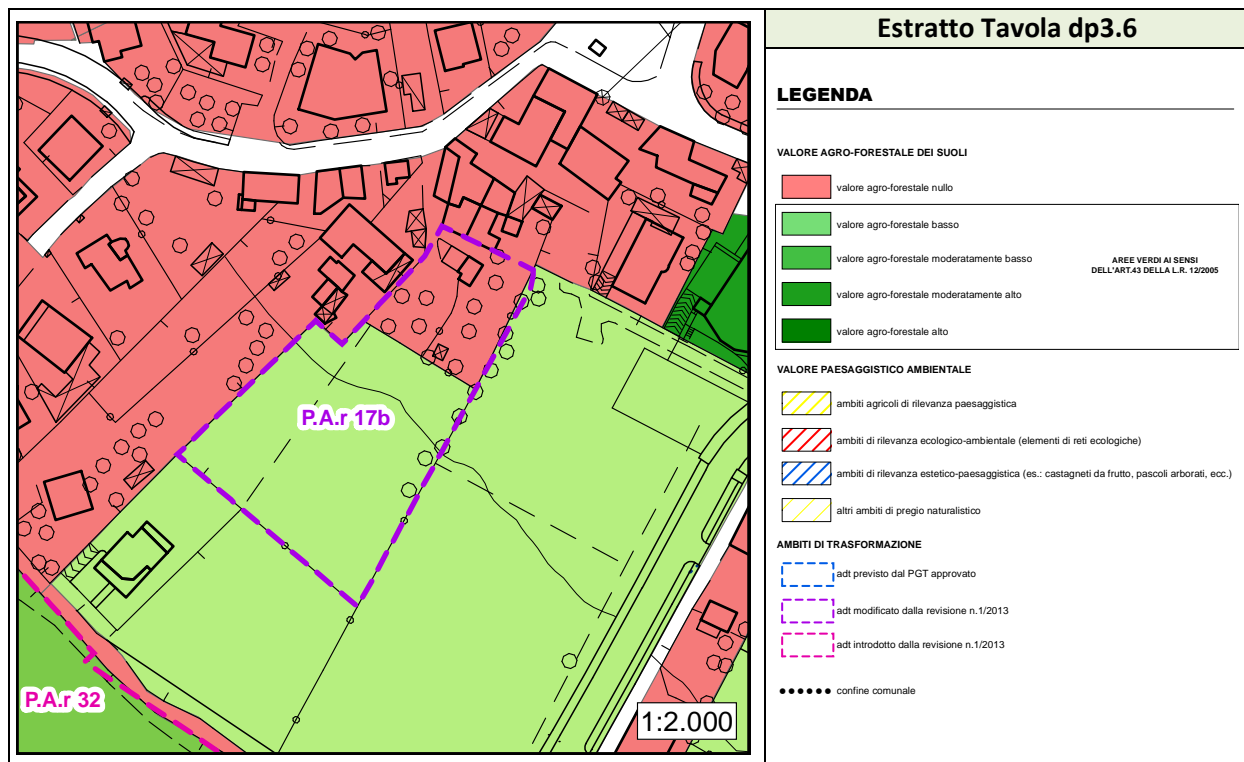 Estratto Tavola dp3.6
LEGENDA
VALORE AGRO-FORESTALE DEI SUOLI
valore agro-forestale nullo
valore agro-forestale basso
valore agro-forestale moderatamente basso
AREE VERDI AI SENSI
DELL'ART.43 DELLA L.R. 12/2005
valore agro-forestale moderatamente alto
valore agro-forestale alto
VALORE PAESAGGISTICO AMBIENTALE
ambiti agricoli di rilevanza paesaggistica
ambiti di rilevanza ecologico-ambientale (elementi di reti ecologiche)
ambiti di rilevanza estetico-paesaggistica (es.: castagneti da frutto, pascoli arborati, ecc.)
altri ambiti di pregio naturalistico
AMBITI DI TRASFORMAZIONE
adt previsto dal PGT approvato
adt modificato dalla revisione n.1/2013
adt introdotto dalla revisione n.1/2013
confine comunale
P.A.r 17b
P.A.r 32
1:2.000